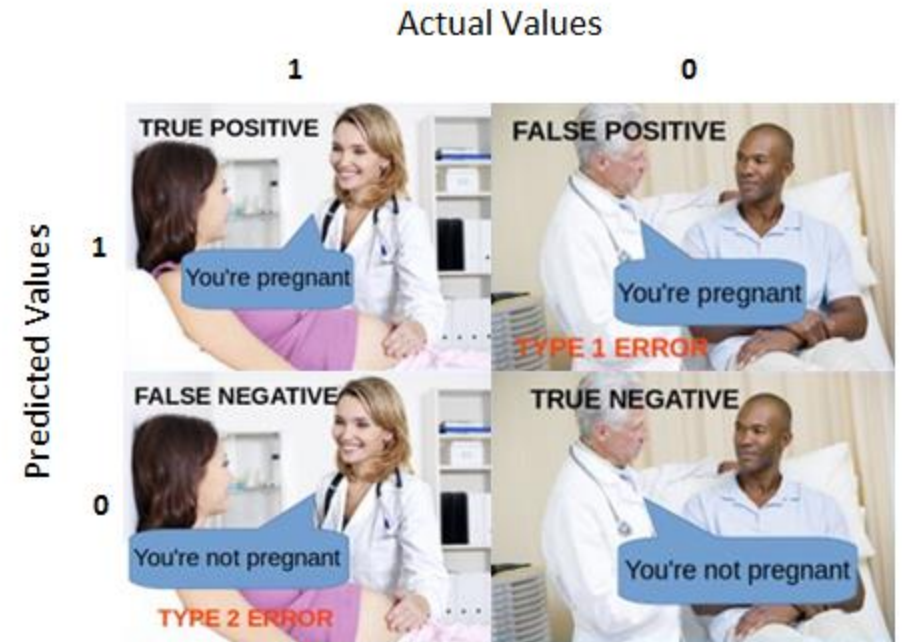 Actual Values
1 0
TRUE POSITIVE FALSE POSITIVE
Predicted Values
1
You're pregnant You're pregnant
TYPE 1 ERROR
FALSE NEGATIVE TRUE NEGATIVE
0
You're not pregnant You're not pregnant
TYPE 2 ERROR